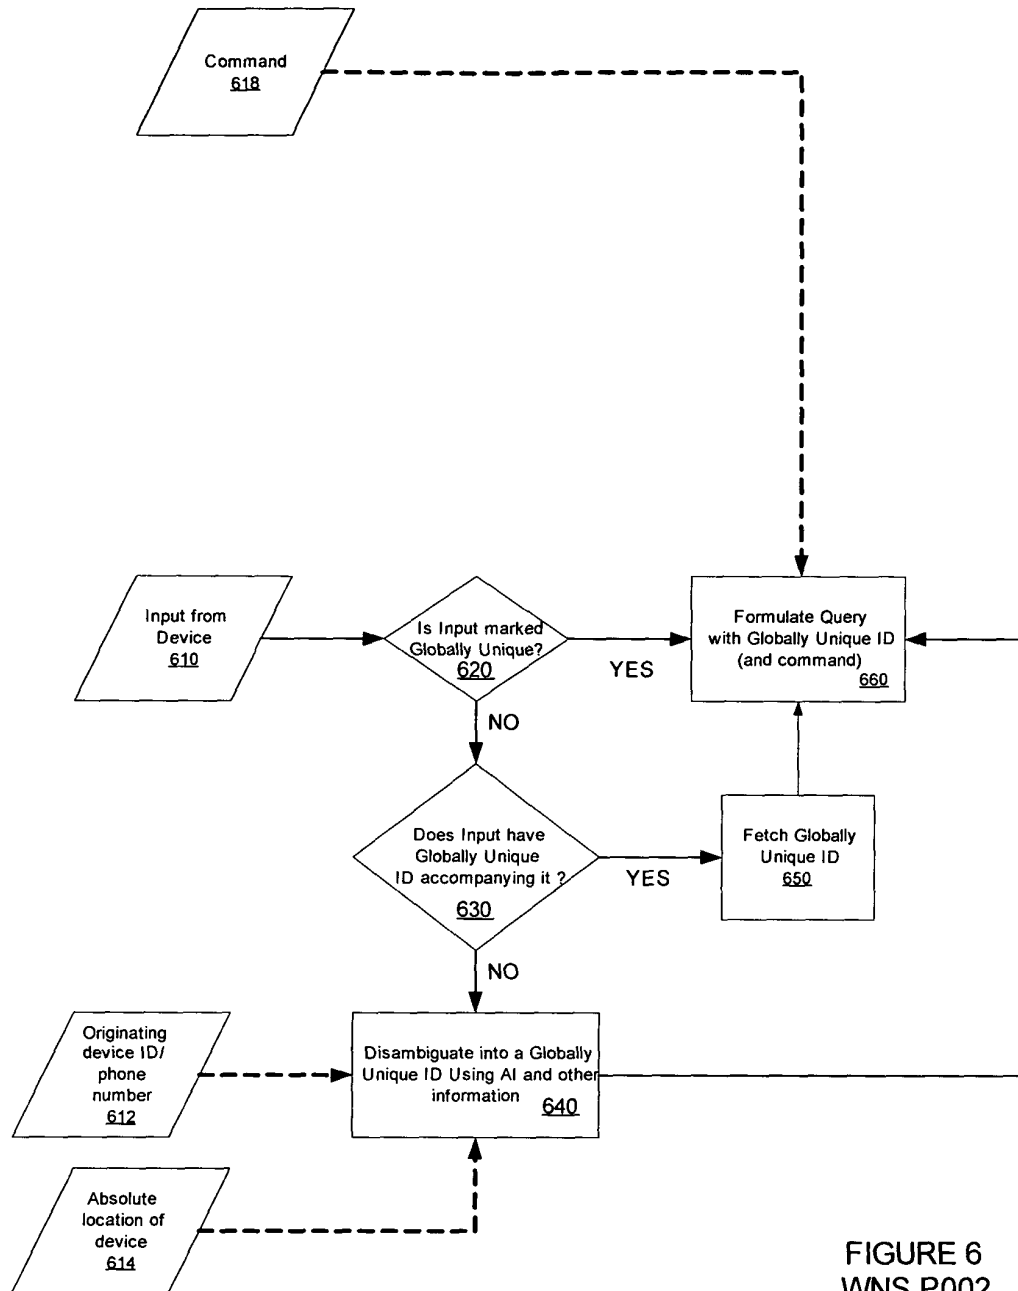 Command
618
Input from
Device
610
Is Input marked
Globally Unique?
620
YES
Formulate Query
with Globally Unique ID
(and command)
660
NO
Does Input have
Globally Unique
ID accompanying it ?
630
YES
Fetch Globally
Unique ID
650
NO
Originating
device ID/
phone
number
612
Disambiguate into a Globally
Unique ID Using AI and other
information
640
Absolute
location of
device
614
FIGURE 6
WNS P002